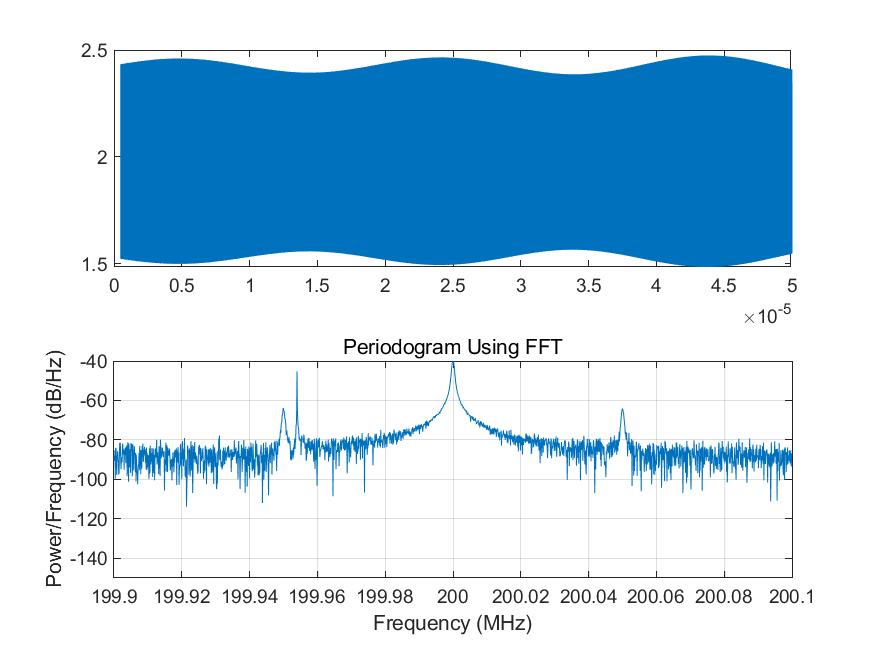 2.5
2
1.5
0 0.5 1 1.5 2 2.5 3 3.5 4 4.5 5
×10-5
Periodogram Using FFT
Power/Frequency (dB/Hz)
-40
-60
-80
-100
-120
-140
199.9 199.92 199.94 199.96 199.98 200 200.02 200.04 200.06 200.08 200.1
Frequency (MHz)